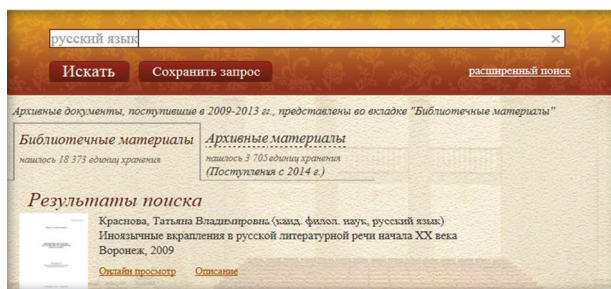 русский язык
Искать
Сохранить запрос
расширенный поиск
Архивные документы, поступившие в 2009-2013 гг., представлены во вкладке "Библиотечные материалы"
Библиотечные материалы
нашлось 18 373 единиц хранения
Архивные материалы
нашлось 3 705 единиц хранения
(Поступления с 2014 г.)
Результаты поиска
Краснова, Татьяна Владимировна (канд. филол. наук, русский язык)
Иноязычные вкрапления в русской литературной речи начала XX века
Воронеж, 2009
Онлайн просмотр
Описание